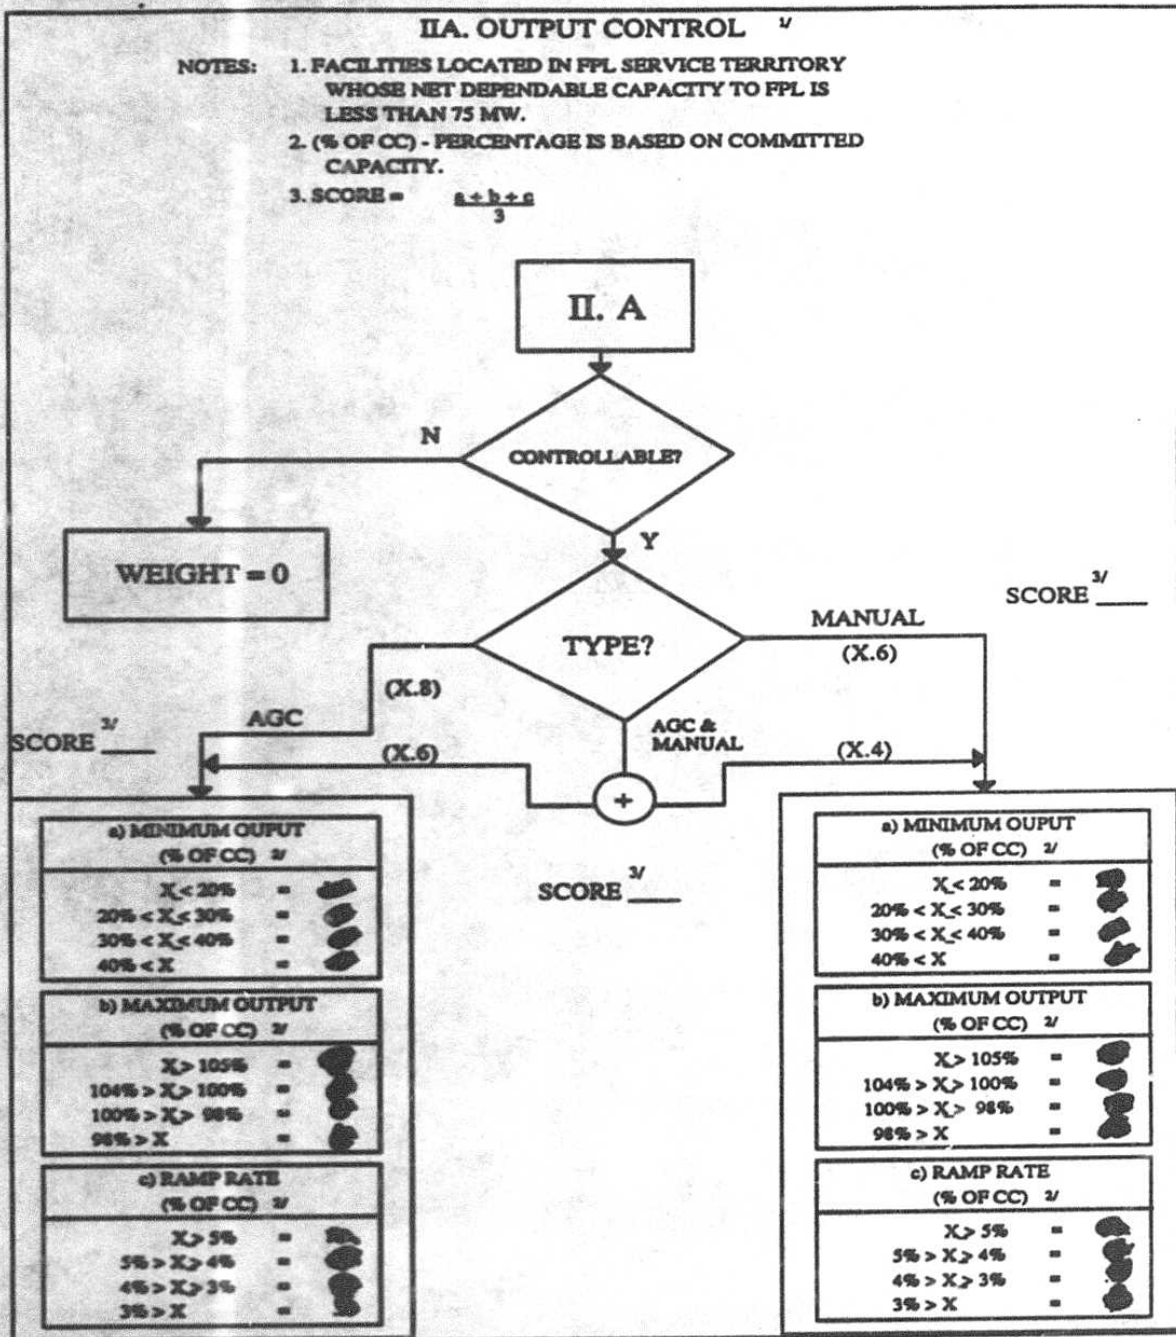 IIA. OUTPUT CONTROL 1/
NOTES: 1. FACILITIES LOCATED IN FPL SERVICE TERRITORY
WHOSE NET DEPENDABLE CAPACITY TO FPL IS
LESS THAN 75 MW.
2. (% OF CC) - PERCENTAGE IS BASED ON COMMITTED
CAPACITY.
3. SCORE = a + b + c
3
II. A
N
CONTROLLABLE?
Y
WEIGHT = 0
SCORE 3/ ____
MANUAL
TYPE?
(X.6)
(X.8)
AGC
SCORE 3/ ____
AGC &
MANUAL
(X.6)
(X.4)
+
SCORE 3/ ____
a) MINIMUM OUPUT
(% OF CC) 2/
X < 20% =
20% < X < 30% =
30% < X < 40% =
40% < X =
b) MAXIMUM OUTPUT
(% OF CC) 2/
X > 105% =
104% > X > 100% =
100% > X > 98% =
98% > X =
c) RAMP RATE
(% OF CC) 2/
X > 5% =
5% > X > 4% =
4% > X > 3% =
3% > X =
a) MINIMUM OUPUT
(% OF CC) 2/
X < 20% =
20% < X < 30% =
30% < X < 40% =
40% < X =
b) MAXIMUM OUTPUT
(% OF CC) 2/
X > 105% =
104% > X > 100% =
100% > X > 98% =
98% > X =
c) RAMP RATE
(% OF CC) 2/
X > 5% =
5% > X > 4% =
4% > X > 3% =
3% > X =